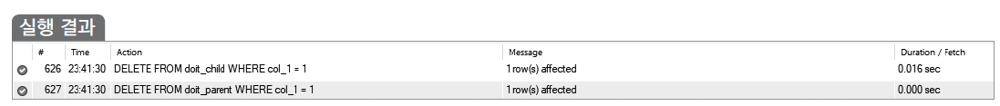 실행 결과
# Time Action Message Duration / Fetch
626 23:41:30 DELETE FROM doit_child WHERE col_1 = 1 1 row(s) affected 0.016 sec
627 23:41:30 DELETE FROM doit_parent WHERE col_1 = 1 1 row(s) affected 0.000 sec